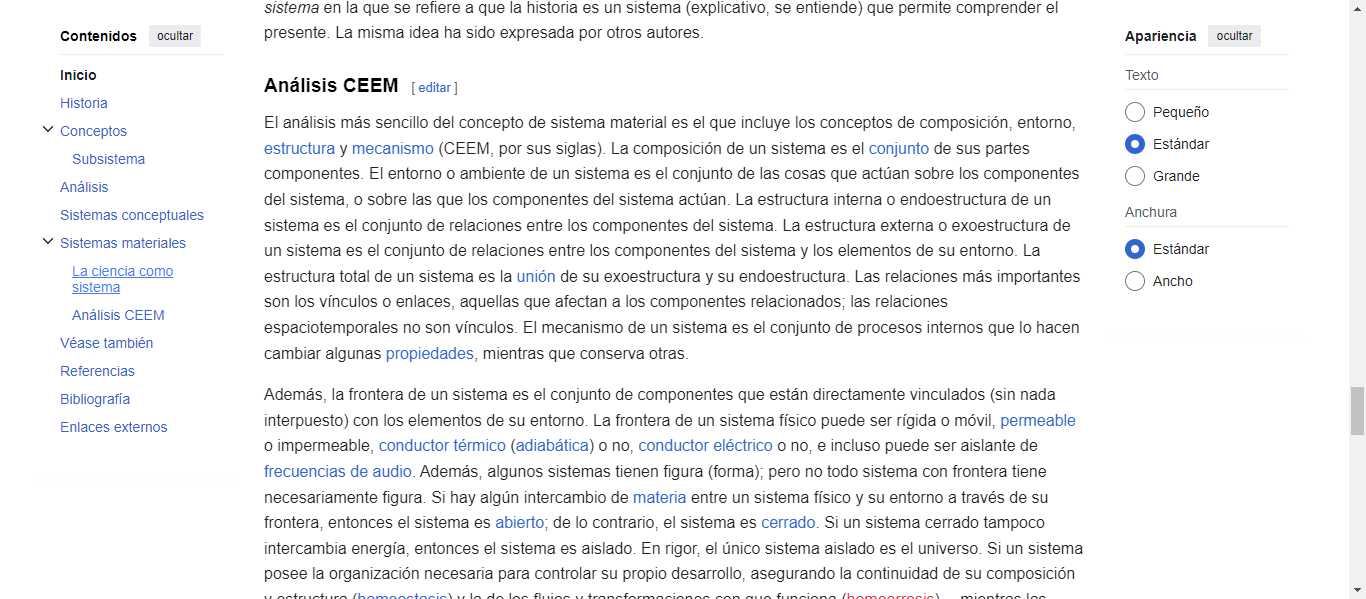 Contenidos ocultar
Inicio
Historia
Conceptos
Subsistema
Análisis
Sistemas conceptuales
Sistemas materiales
La ciencia como
sistema
Análisis CEEM
Véase también
Referencias
Bibliografía
Enlaces externos
sistema en la que se refiere a que la historia es un sistema (explicativo, se entiende) que permite comprender el
presente. La misma idea ha sido expresada por otros autores.
Análisis CEEM [ editar ]
El análisis más sencillo del concepto de sistema material es el que incluye los conceptos de composición, entorno,
estructura y mecanismo (CEEM, por sus siglas). La composición de un sistema es el conjunto de sus partes
componentes. El entorno o ambiente de un sistema es el conjunto de las cosas que actúan sobre los componentes
del sistema, o sobre las que los componentes del sistema actúan. La estructura interna o endoestructura de un
sistema es el conjunto de relaciones entre los componentes del sistema. La estructura externa o exoestructura de
un sistema es el conjunto de relaciones entre los componentes del sistema y los elementos de su entorno. La
estructura total de un sistema es la unión de su exoestructura y su endoestructura. Las relaciones más importantes
son los vínculos o enlaces, aquellas que afectan a los componentes relacionados; las relaciones
espaciotemporales no son vínculos. El mecanismo de un sistema es el conjunto de procesos internos que lo hacen
cambiar algunas propiedades, mientras que conserva otras.
Además, la frontera de un sistema es el conjunto de componentes que están directamente vinculados (sin nada
interpuesto) con los elementos de su entorno. La frontera de un sistema físico puede ser rígida o móvil, permeable
o impermeable, conductor térmico (adiabática) o no, conductor eléctrico o no, e incluso puede ser aislante de
frecuencias de audio. Además, algunos sistemas tienen figura (forma); pero no todo sistema con frontera tiene
necesariamente figura. Si hay algún intercambio de materia entre un sistema físico y su entorno a través de su
frontera, entonces el sistema es abierto; de lo contrario, el sistema es cerrado. Si un sistema cerrado tampoco
intercambia energía, entonces el sistema es aislado. En rigor, el único sistema aislado es el universo. Si un sistema
posee la organización necesaria para controlar su propio desarrollo, asegurando la continuidad de su composición
y estructura (homeostasis) y la de los flujos y transformaciones con que funciona (homeorresis) – mientras las
Apariencia ocultar
Texto
Pequeño
Estándar
Grande
Anchura
Estándar
Ancho